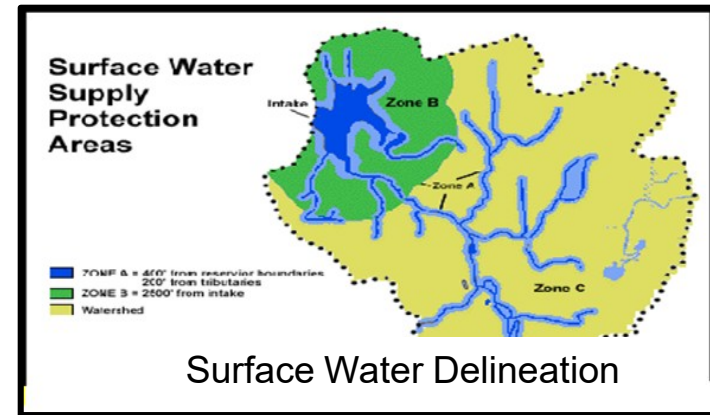 Surface Water
Supply
Protection
Areas
Intake
Zone B
Zone A
Zone C
ZONE A = 400' from reservior boundaries
200' from tributaries
ZONE B = 2500' from intake
Watershed
Surface Water Delineation